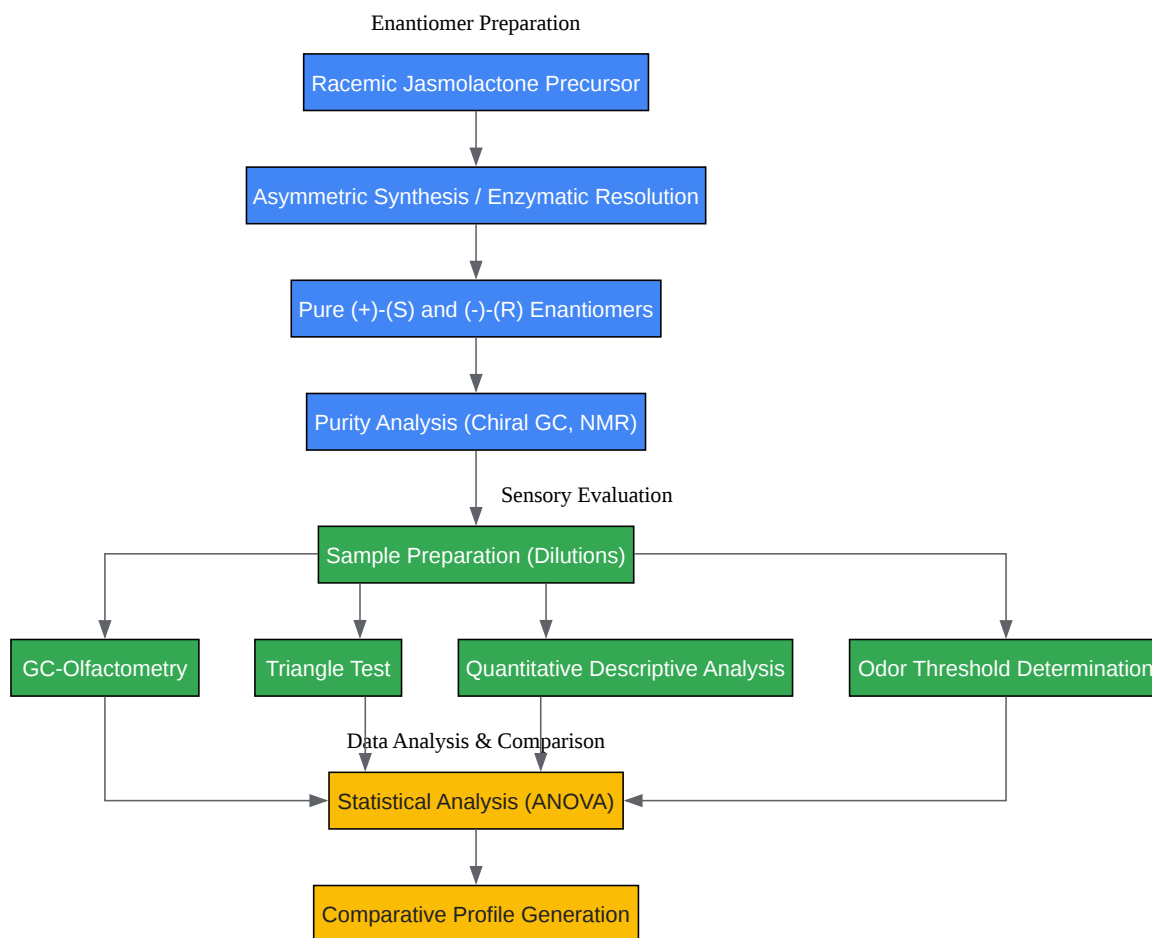 Enantiomer Preparation
Racemic Jasmolactone Precursor
Asymmetric Synthesis / Enzymatic Resolution
Pure (+)-(S) and (-)-(R) Enantiomers
Purity Analysis (Chiral GC, NMR)
Sensory Evaluation
Sample Preparation (Dilutions)
GC-Olfactometry
Triangle Test
Quantitative Descriptive Analysis
Odor Threshold Determination
Data Analysis & Comparison
Statistical Analysis (ANOVA)
Comparative Profile Generation